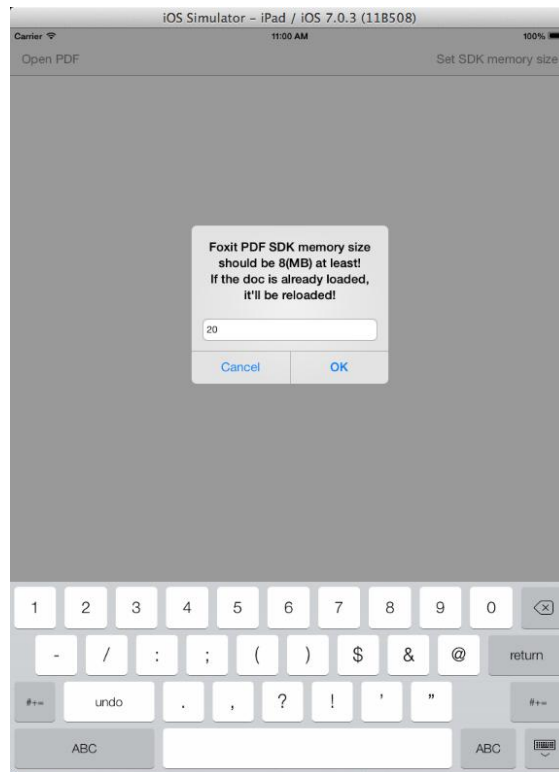 iOS Simulator – iPad / iOS 7.0.3 (11B508)
Carrier 11:00 AM 100%
Open PDF Set SDK memory size
Foxit PDF SDK memory size
should be 8(MB) at least!
If the doc is already loaded,
it'll be reloaded!
20
Cancel OK
1 2 3 4 5 6 7 8 9 0
- / : ; ( ) $ & @ return
#+= undo . , ? ! ' " #+=
ABC ABC